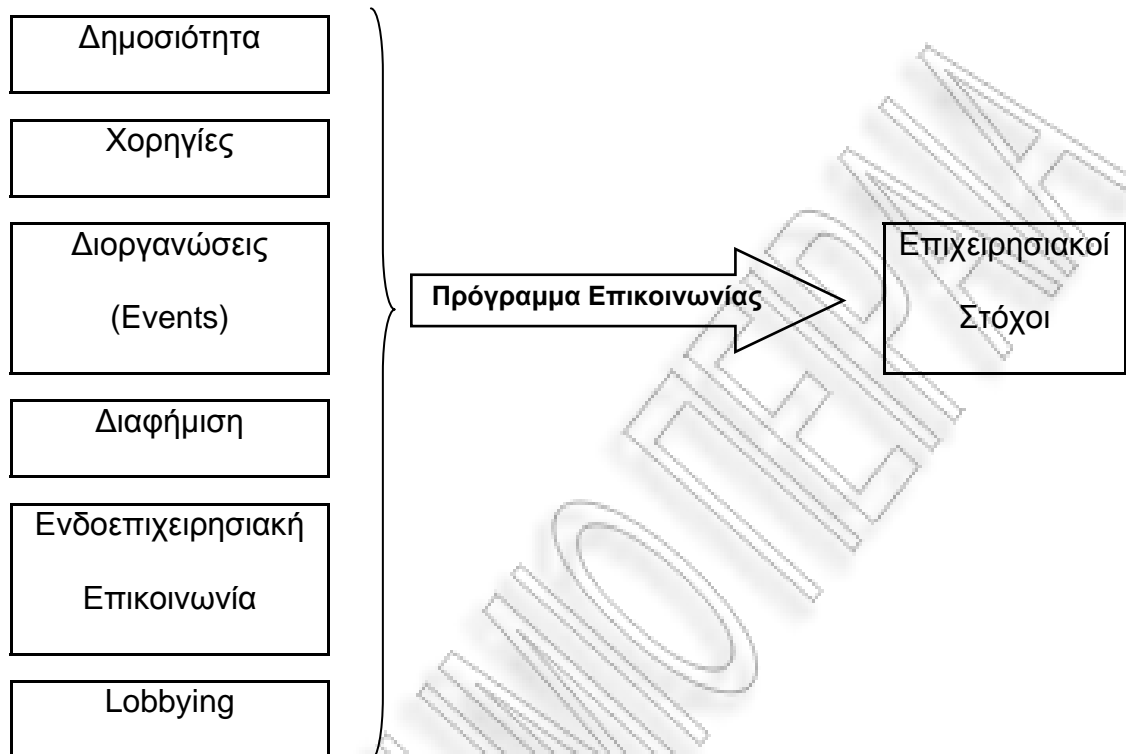 Δημοσιότητα
Χορηγίες
Διοργανώσεις
(Events)
Διαφήμιση
Ενδοεπιχειρησιακή
Επικοινωνία
Lobbying
Πρόγραμμα Επικοινωνίας
Επιχειρησιακοί
Στόχοι